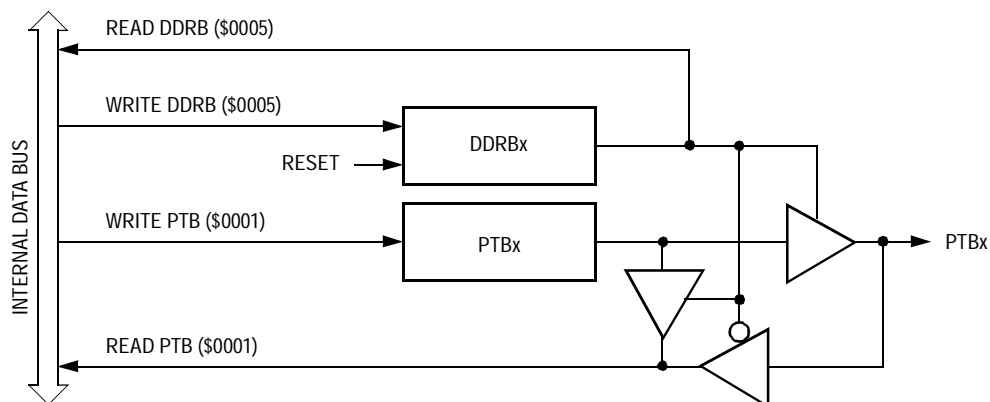 READ DDRB ($0005)
WRITE DDRB ($0005)
DDRBx
RESET
INTERNAL DATA BUS
WRITE PTB ($0001)
PTBx
PTBx
READ PTB ($0001)